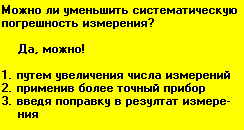 Можно ли уменьшить систематическую
погрешность измерения?
Да, можно!
1. путем увеличения числа измерений
2. применив более точный прибор
3. введя поправку в резултат измере-
ния